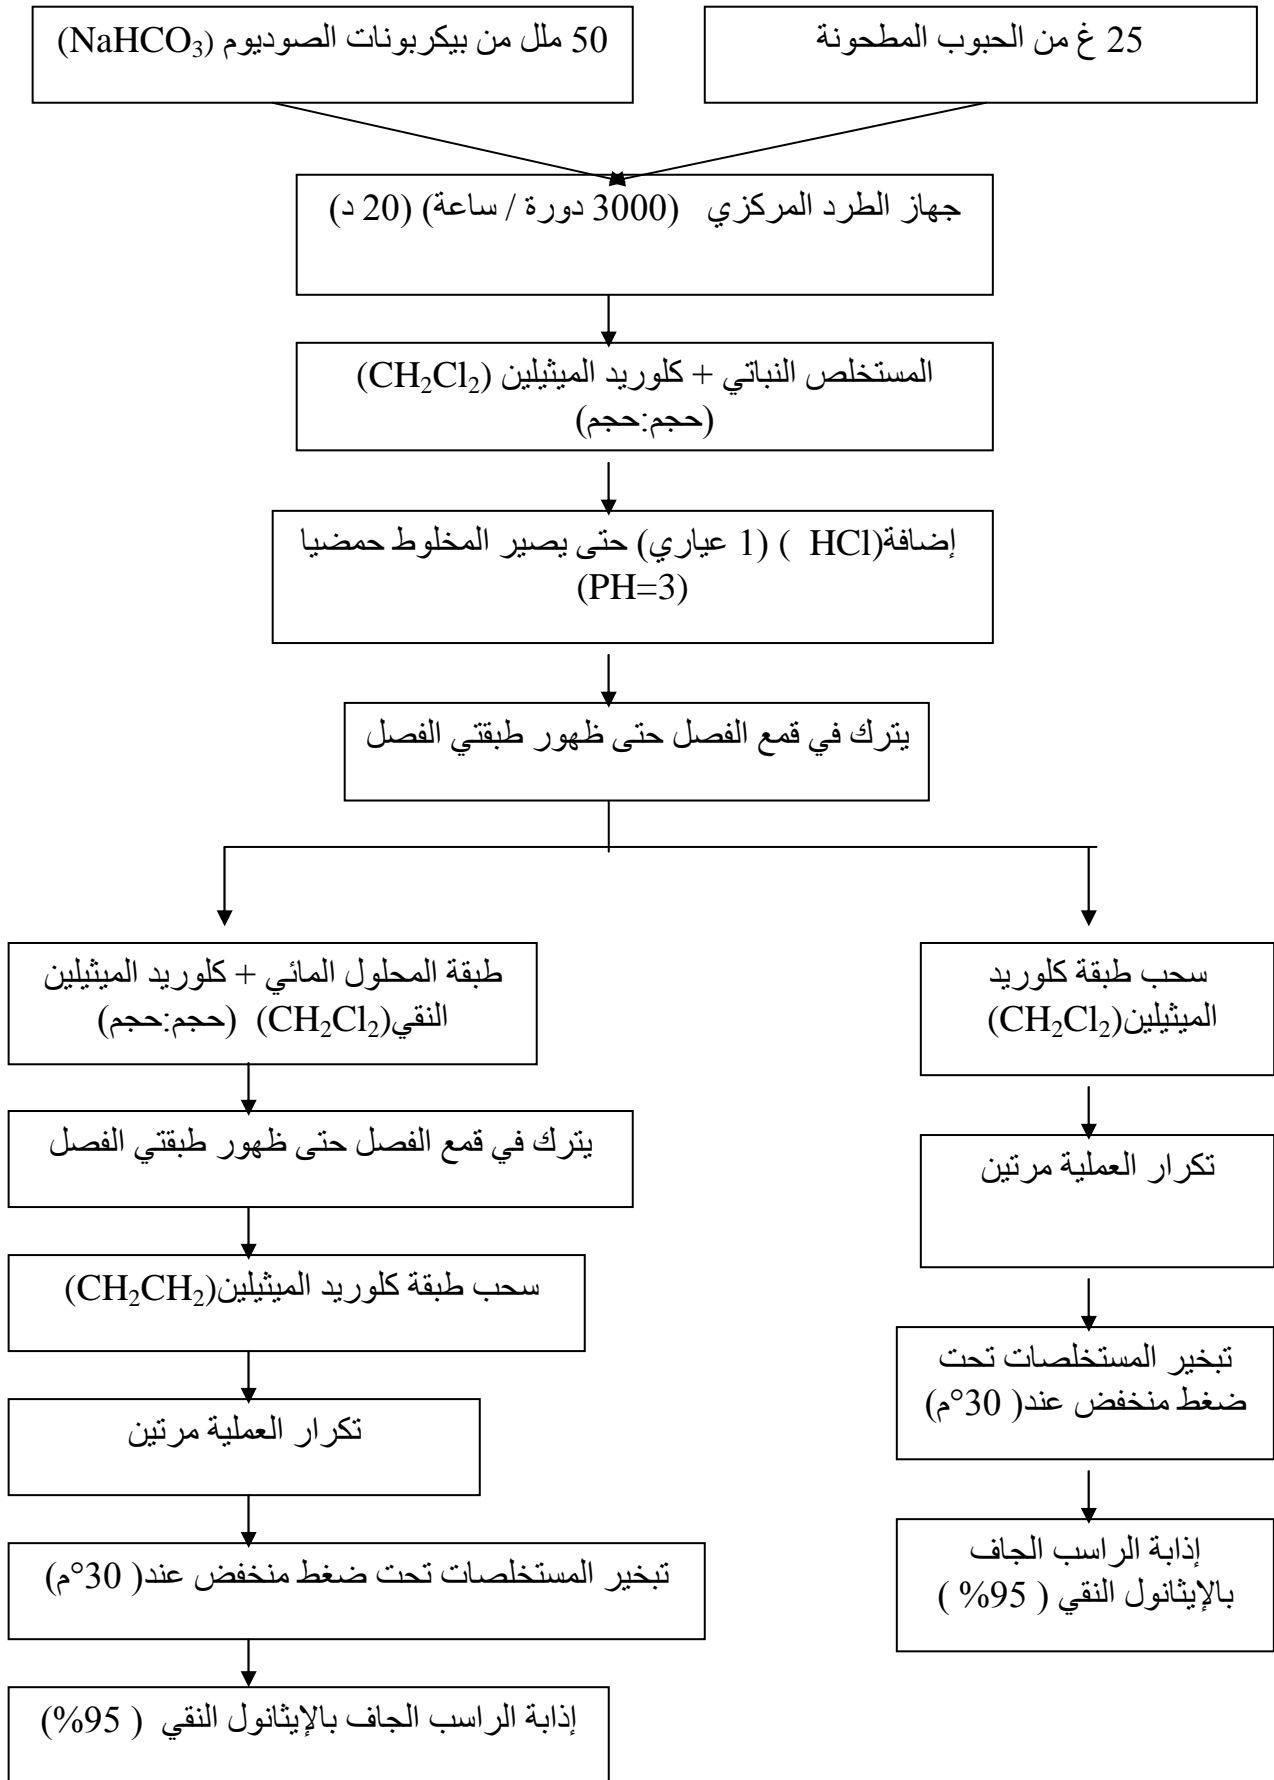 25 غ من الحبوب المطحونة
50 ملل من بيكربونات الصوديوم (NaHCO₃)
جهاز الطرد المركزي (3000 دورة / ساعة) (20 د)
المستخلص النباتي + كلوريد الميثيلين (CH₂Cl₂)
(حجم:حجم)
إضافة(HCl ) (1 عياري) حتى يصير المخلوط حمضيا
(PH=3)
يترك في قمع الفصل حتى ظهور طبقتي الفصل
سحب طبقة كلوريد
الميثيلين(CH₂Cl₂)
تكرار العملية مرتين
تبخير المستخلصات تحت
ضغط منخفض عند( 30°م)
إذابة الراسب الجاف
بالإيثانول النقي ( 95% )
طبقة المحلول المائي + كلوريد الميثيلين
النقي(CH₂Cl₂) (حجم:حجم)
يترك في قمع الفصل حتى ظهور طبقتي الفصل
سحب طبقة كلوريد الميثيلين(CH₂CH₂)
تكرار العملية مرتين
تبخير المستخلصات تحت ضغط منخفض عند( 30°م)
إذابة الراسب الجاف بالإيثانول النقي ( 95%)